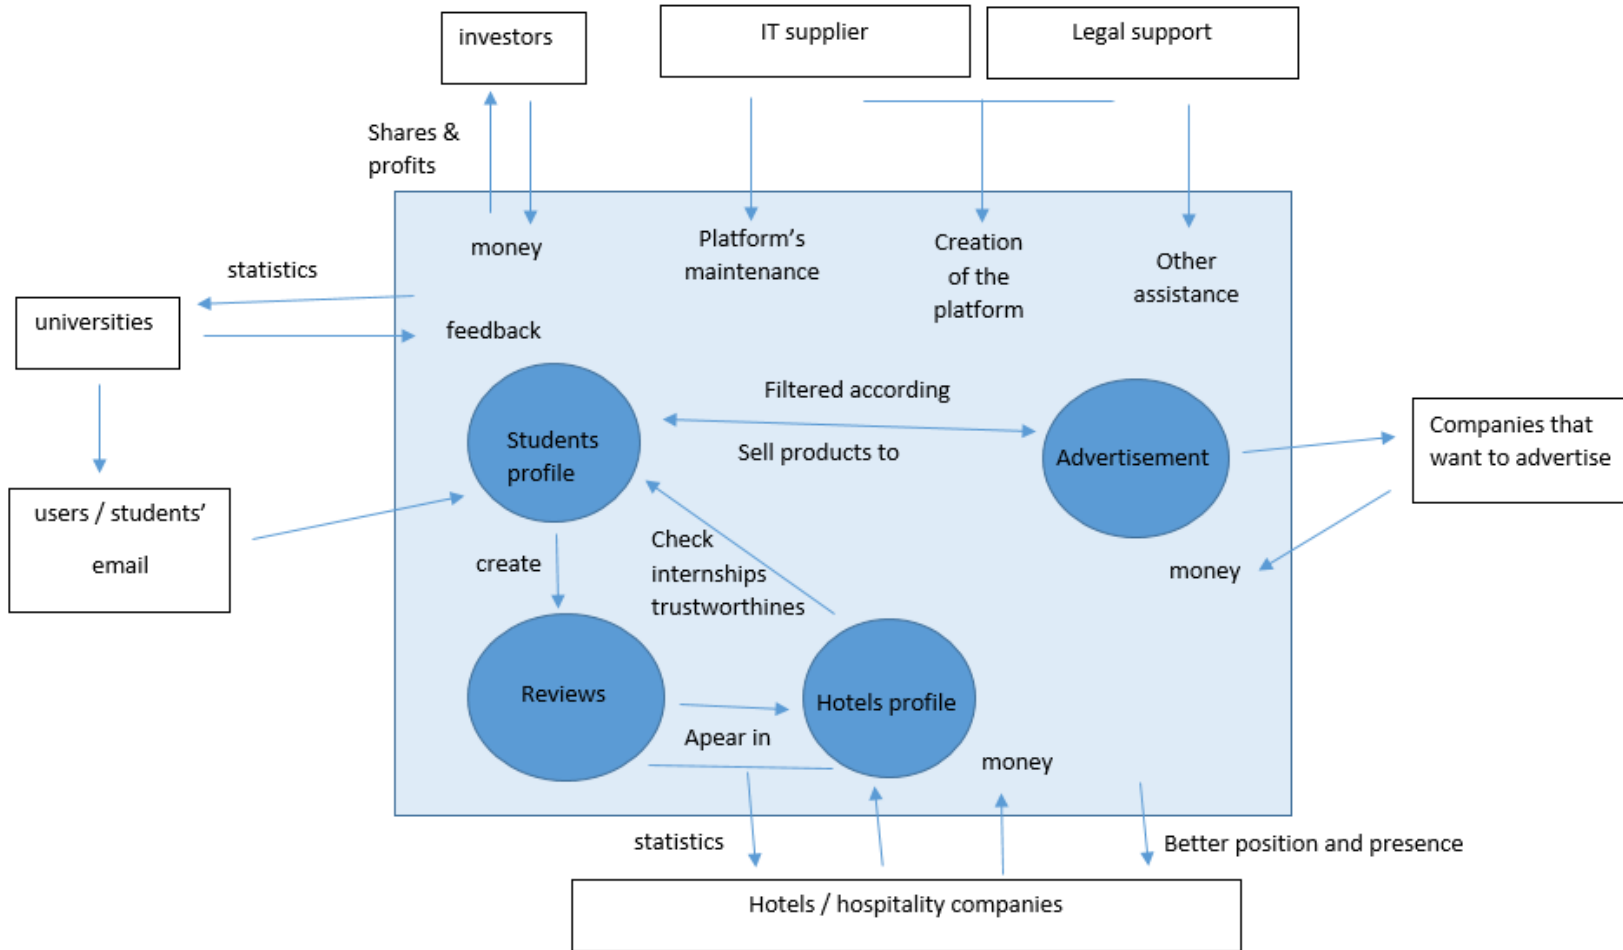 investors
IT supplier
Legal support
Shares &
profits
money
Platform's
maintenance
Creation
of the
platform
Other
assistance
statistics
universities
feedback
Filtered according
Sell products to
Students
profile
Advertisement
Companies that
want to advertise
users / students'
email
create
Check
internships
trustworthines
money
Reviews
Hotels profile
Apear in
money
statistics
Better position and presence
Hotels / hospitality companies